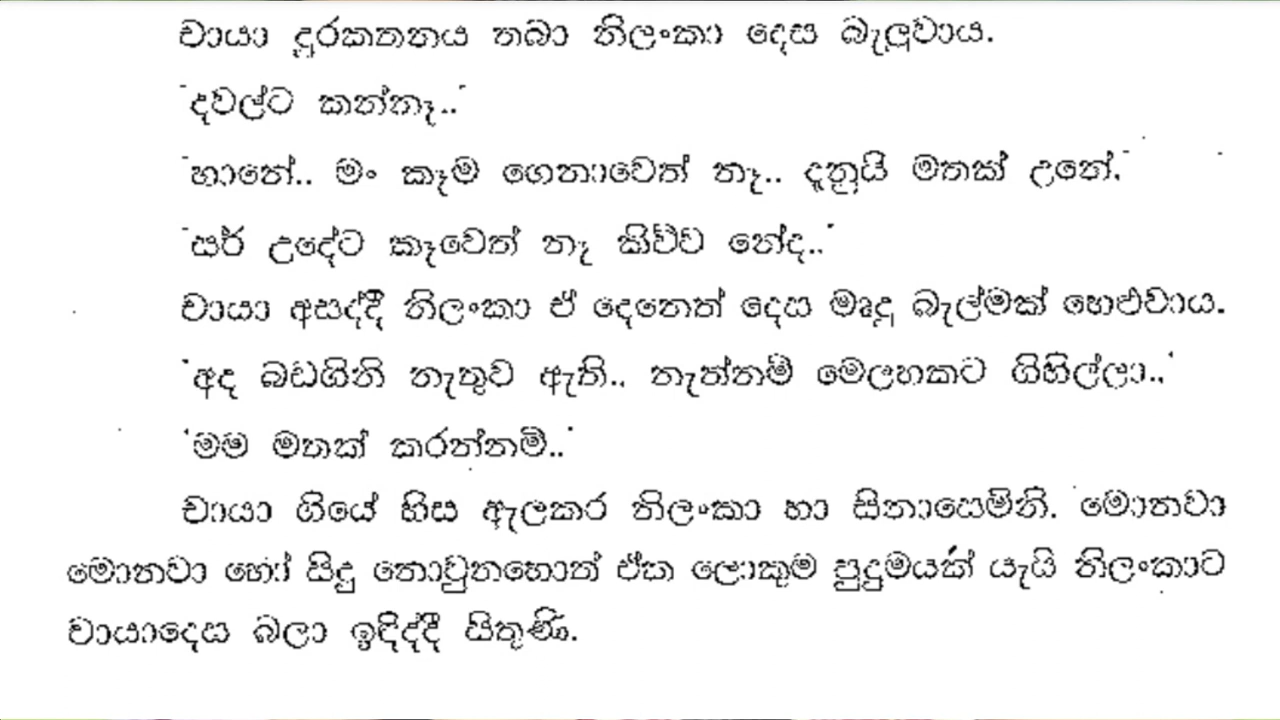 චායා දුරකතනය තබා නිලංකා දෙස බැලුවාය.
'දවල්ට කන්නෑ..'
'හානේ.. මං කෑම ගෙනාවෙත් නෑ.. දැනුයි මතක් උනේ.'
'සර් උදේට කෑවෙත් නෑ කිව්ව නේද..'
චායා අසද්දී නිලංකා ඒ දෙනෙත් දෙස මෘදු බැල්මක් හෙළුවාය.
'අද බඩගිනි නැතුව ඇති.. නැත්නම් මෙලහකට ගිහිල්ලා..'
'මම මතක් කරන්නම්..'
චායා ගියේ හිස ඇලකර නිලංකා හා සිනාසෙමිනි. මොනවා
මොනවා හෝ සිදු නොවුනහොත් ඒක ලොකුම පුදුමයක් යැයි නිලංකාට
චායාදෙස බලා ඉඳිද්දී සිතුණි.